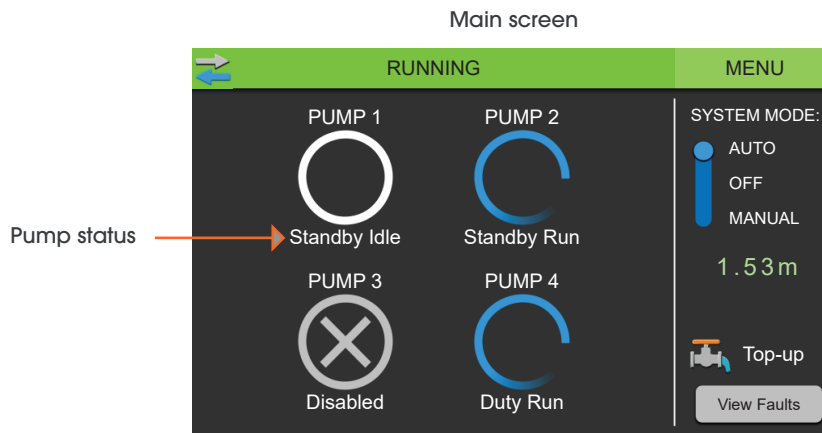 Main screen
RUNNING
MENU
PUMP 1
PUMP 2
SYSTEM MODE:
AUTO
OFF
MANUAL
Pump status
Standby Idle
Standby Run
1.53m
PUMP 3
PUMP 4
Top-up
Disabled
Duty Run
View Faults